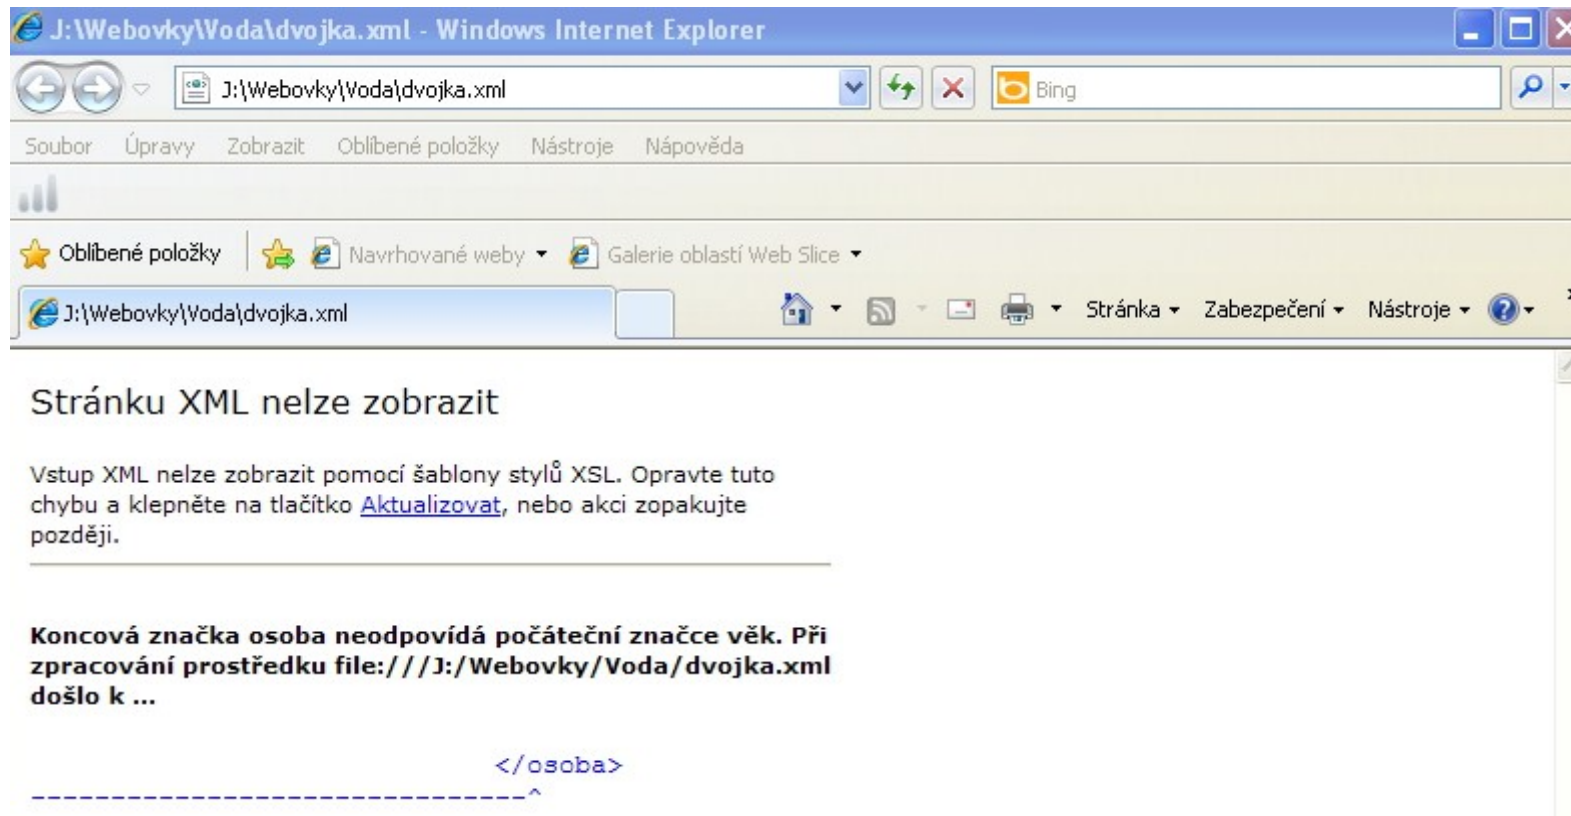 J:\Webovky\Voda\dvojka.xml - Windows Internet Explorer
J:\Webovky\Voda\dvojka.xml
Bing
Soubor Úpravy Zobrazit Oblíbené položky Nástroje Nápověda
Oblíbené položky Navrhované weby Galerie oblastí Web Slice
J:\Webovky\Voda\dvojka.xml Stránka Zabezpečení Nástroje
Stránku XML nelze zobrazit
Vstup XML nelze zobrazit pomocí šablony stylů XSL. Opravte tuto
chybu a klepněte na tlačítko Aktualizovat, nebo akci zopakujte
později.
Koncová značka osoba neodpovídá počáteční značce věk. Při
zpracování prostředku file:///J:/Webovky/Voda/dvojka.xml
došlo k ...
</osoba>
-------------------------------^